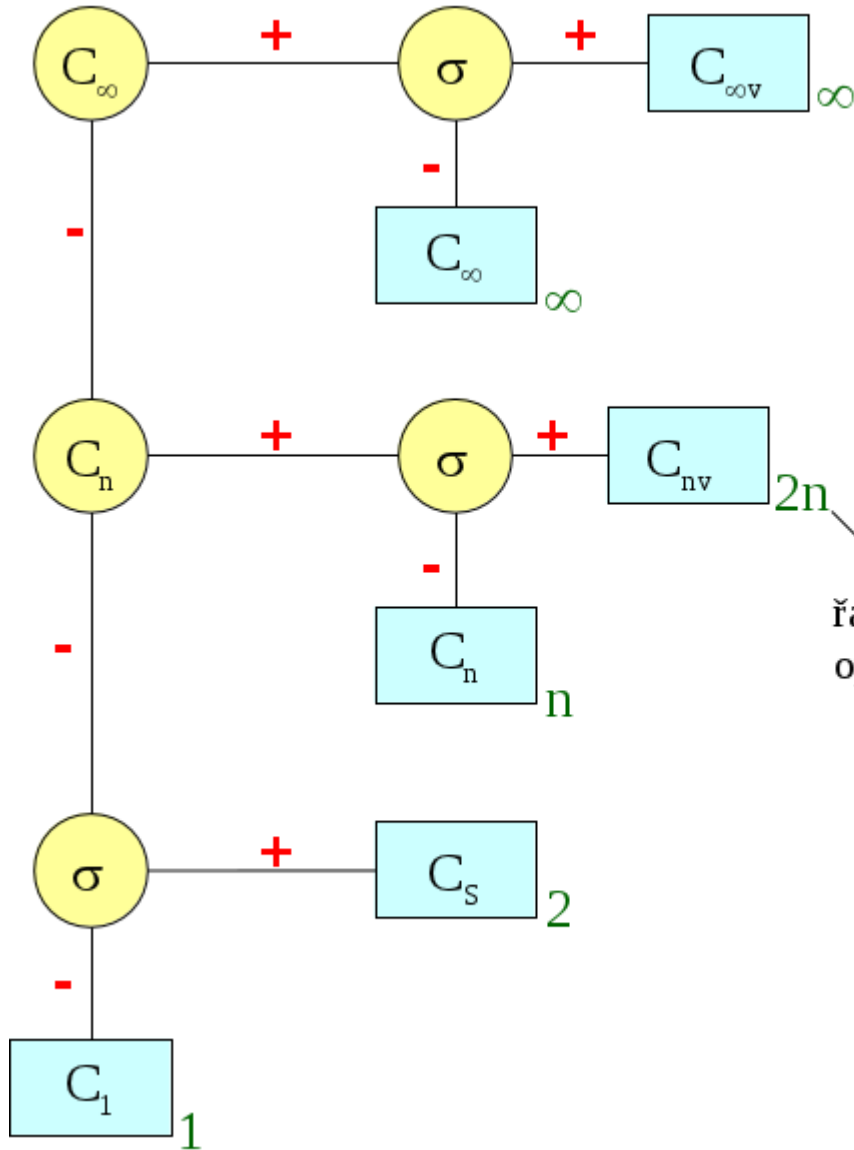 C∞ + σ + C∞v ∞
- -
C∞ ∞
Cn + σ + Cnv 2n
- -
Cn n
σ + CS 2
-
C1 1